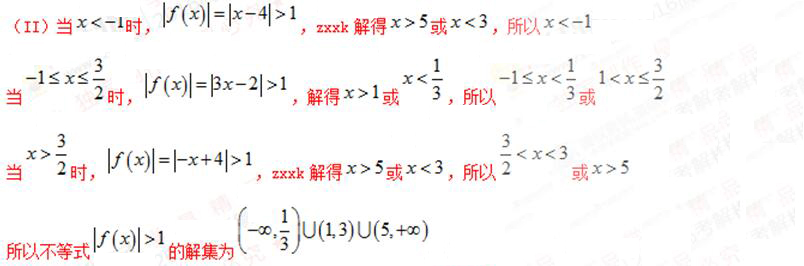 （II）当 x < −1 时， |f(x)| = |x−4| > 1 ，zxxk 解得 x > 5 或 x < 3 ，所以 x < −1
当 −1 ≤ x ≤ 3/2 时， |f(x)| = |3x−2| > 1 ，解得 x > 1 或 x < 1/3 ，所以 −1 ≤ x < 1/3 或 1 < x ≤ 3/2
当 x > 3/2 时， |f(x)| = |−x+4| > 1 ，zxxk 解得 x > 5 或 x < 3 ，所以 3/2 < x < 3 或 x > 5
所以不等式 |f(x)| > 1 的解集为 (−∞, 1/3) ∪ (1,3) ∪ (5,+∞)